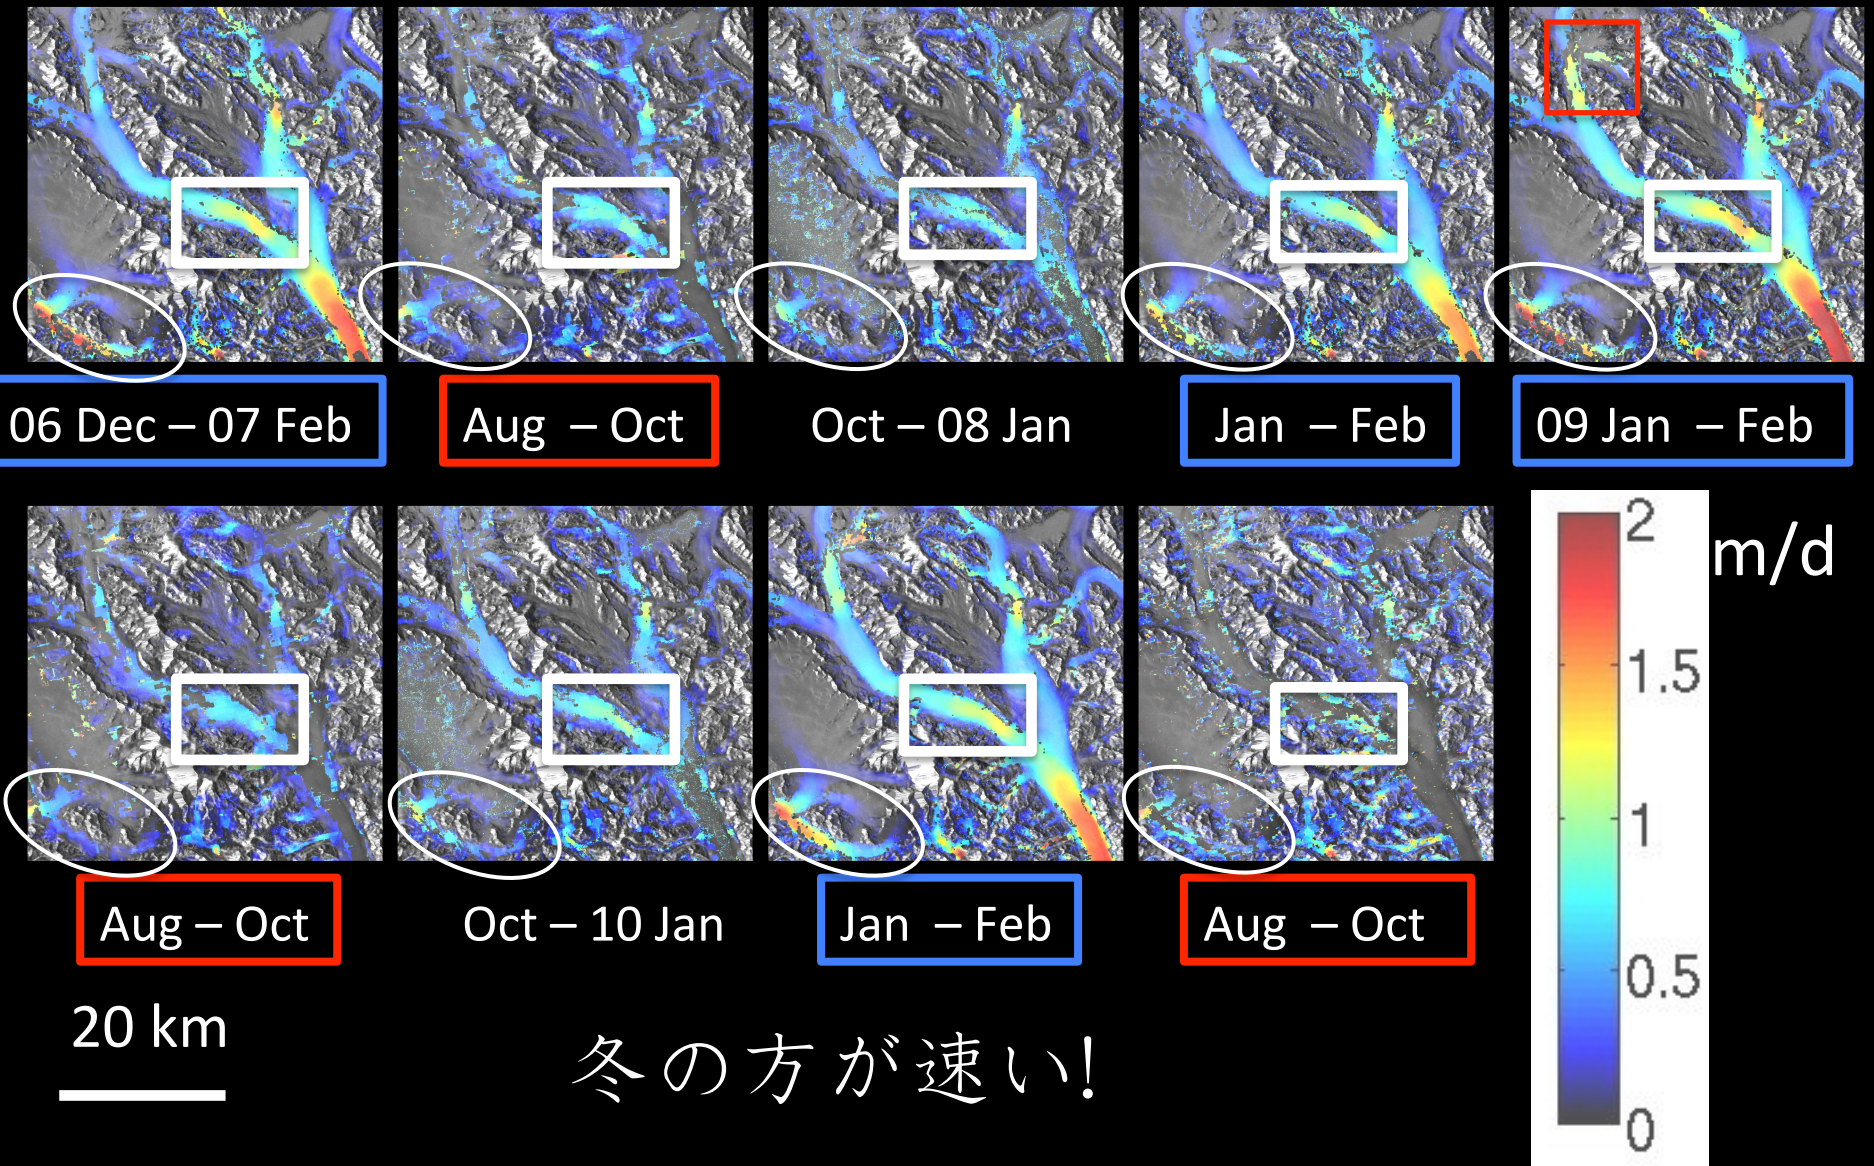 06 Dec – 07 Feb
Aug – Oct
Oct – 08 Jan
Jan – Feb
09 Jan – Feb
Aug – Oct
Oct – 10 Jan
Jan – Feb
Aug – Oct
2
1.5
1
0.5
0
m/d
20 km
冬の方が速い!